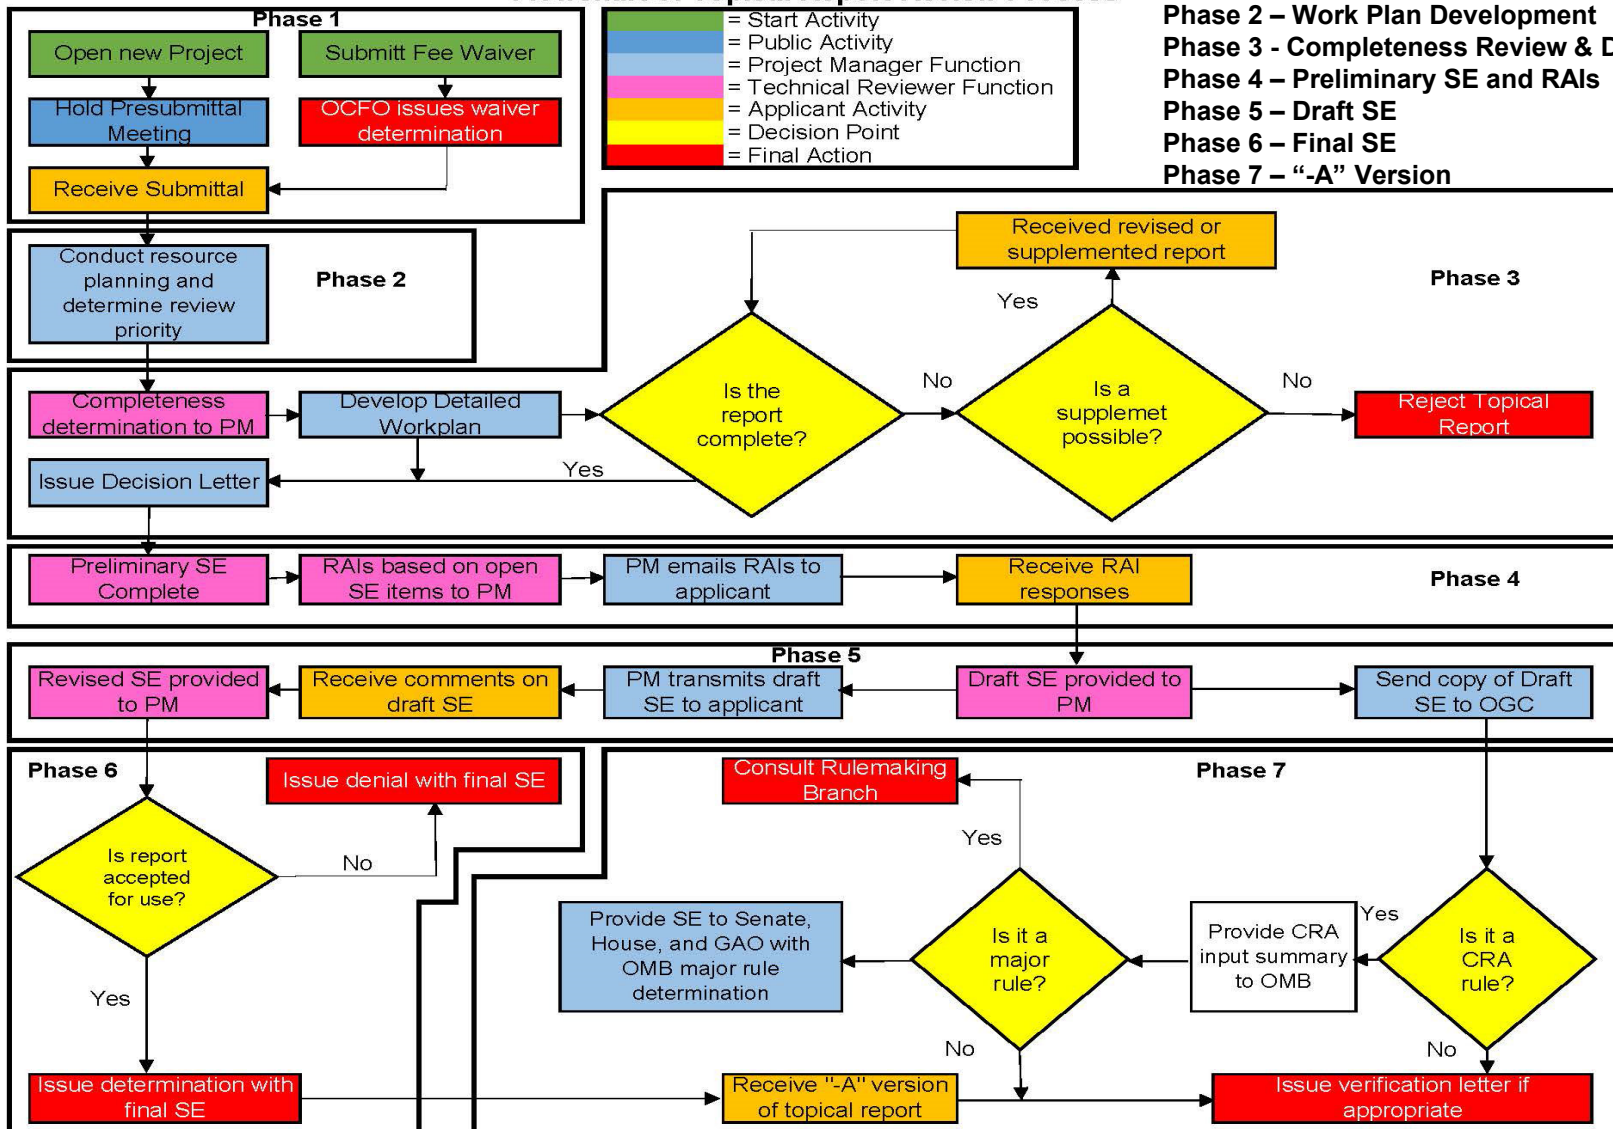 Phase 1
Open new Project
Submitt Fee Waiver
Hold Presubmittal
Meeting
OCFO issues waiver
determination
Receive Submittal
= Start Activity
= Public Activity
= Project Manager Function
= Technical Reviewer Function
= Applicant Activity
= Decision Point
= Final Action
Phase 2 – Work Plan Development
Phase 3 - Completeness Review & D
Phase 4 – Preliminary SE and RAIs
Phase 5 – Draft SE
Phase 6 – Final SE
Phase 7 – “-A” Version
Conduct resource
planning and
determine review
priority
Phase 2
Received revised or
supplemented report
Phase 3
Yes
Is the
report
complete?
No
Is a
supplemet
possible?
No
Reject Topical
Report
Completeness
determination to PM
Develop Detailed
Workplan
Yes
Issue Decision Letter
Preliminary SE
Complete
RAIs based on open
SE items to PM
PM emails RAIs to
applicant
Receive RAI
responses
Phase 4
Phase 5
Revised SE provided
to PM
Receive comments on
draft SE
PM transmits draft
SE to applicant
Draft SE provided to
PM
Send copy of Draft
SE to OGC
Phase 6
Issue denial with final SE
Is report
accepted
for use?
No
Yes
Issue determination with
final SE
Consult Rulemaking
Branch
Phase 7
Yes
Provide SE to Senate,
House, and GAO with
OMB major rule
determination
Is it a
major
rule?
Provide CRA
input summary
to OMB
Yes
Is it a
CRA
rule?
No
No
Receive "-A" version
of topical report
Issue verification letter if
appropriate